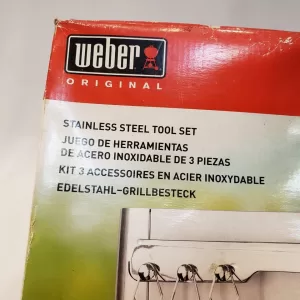 weber
ORIGINAL
STAINLESS STEEL TOOL SET
JUEGO DE HERRAMIENTAS
DE ACERO INOXIDABLE DE 3 PIEZAS
KIT 3 ACCESSOIRES EN ACIER INOXYDABLE
EDELSTAHL-GRILLBESTECK